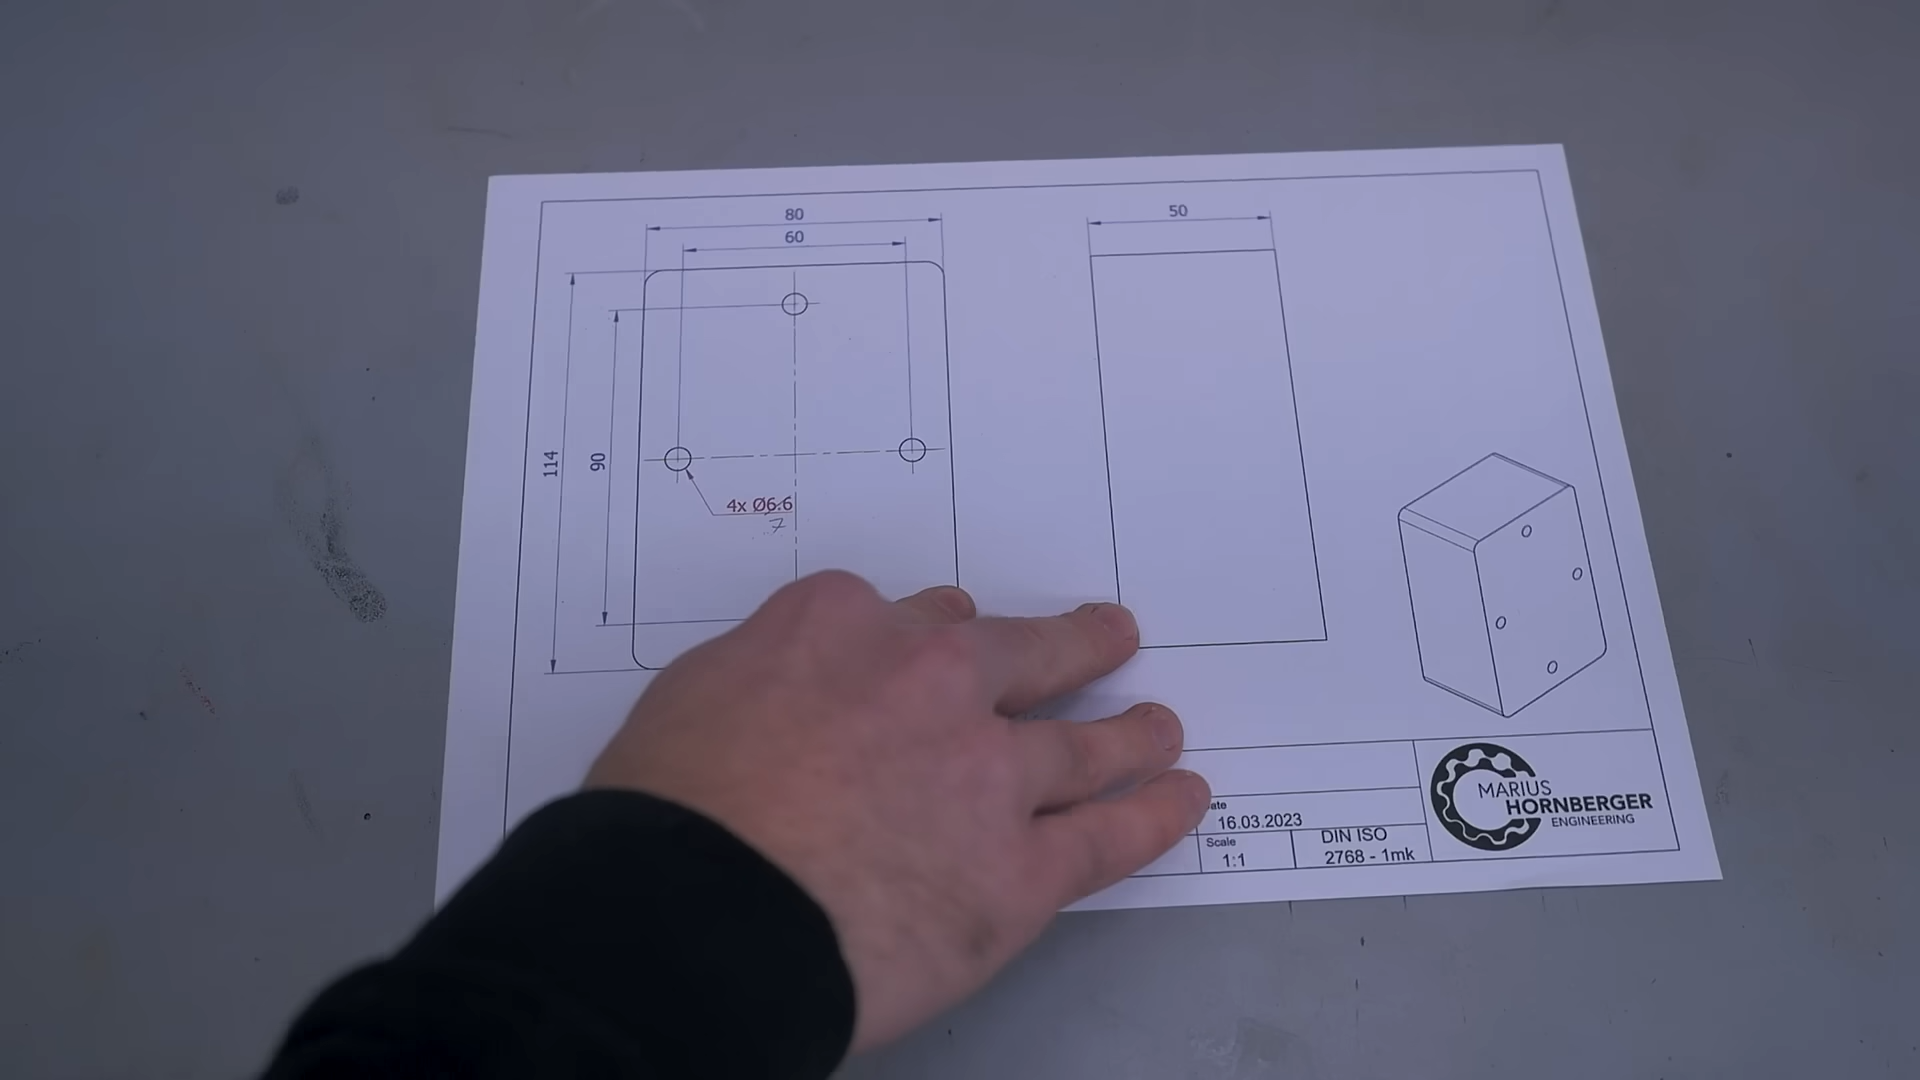 80
60
50
114
90
4x Ø6.6
7
ate
16.03.2023
Scale
1:1
DIN ISO
2768 - 1mk
MARIUS
HORNBERGER
ENGINEERING